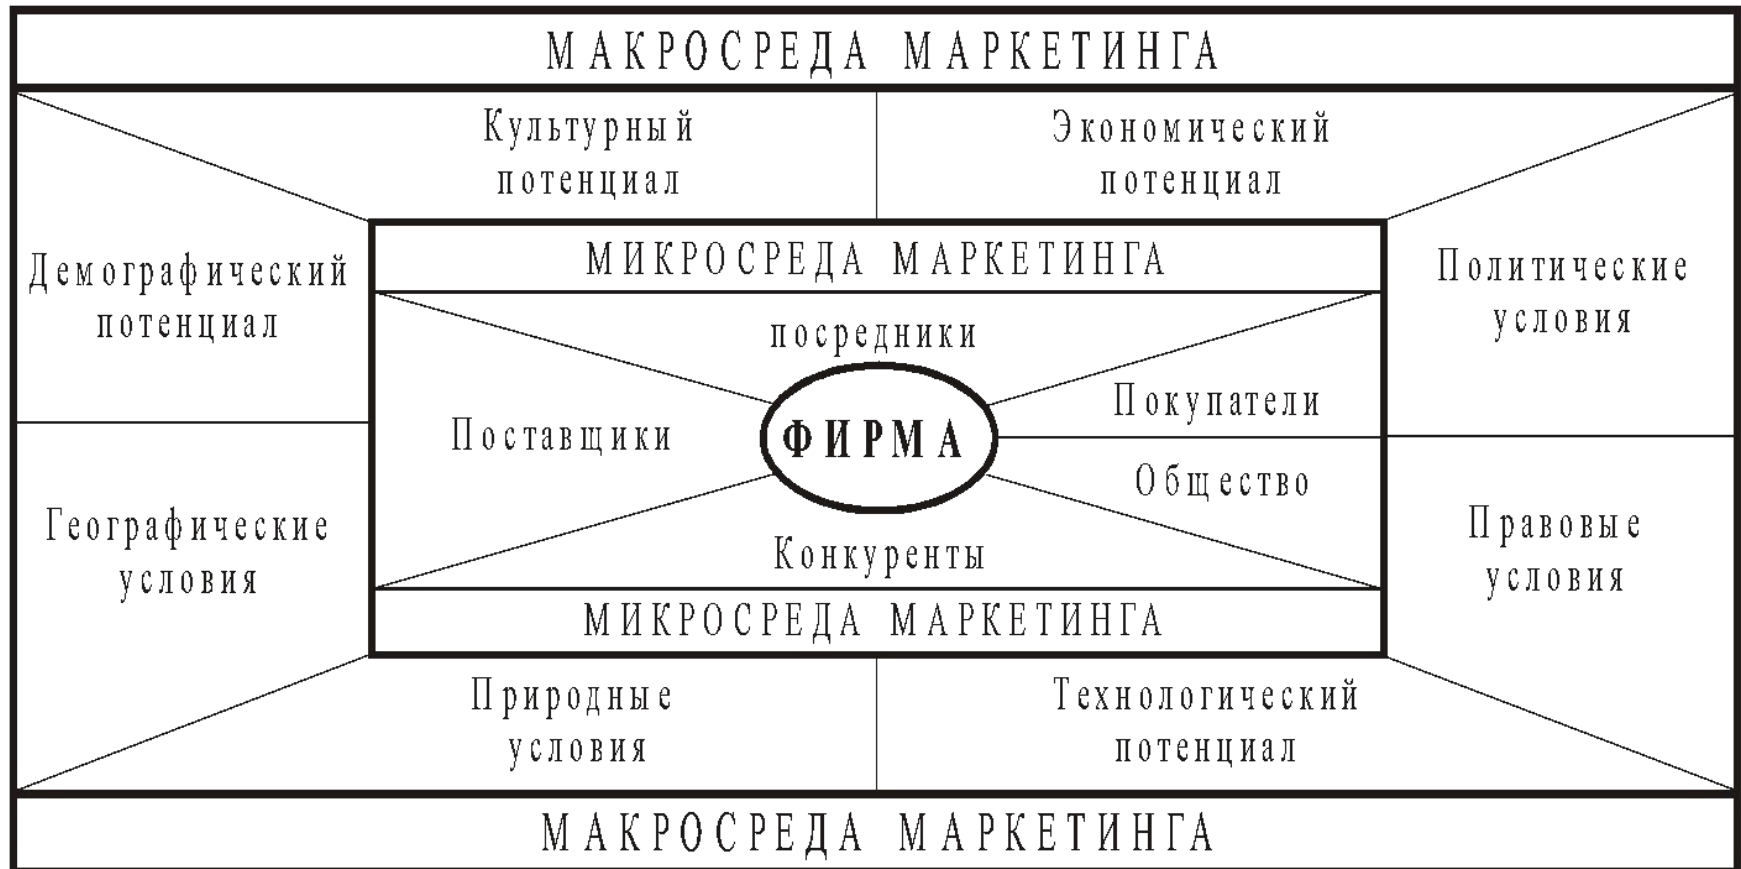 МАКРОСРЕДА МАРКЕТИНГА
Культурный
потенциал
Экономический
потенциал
Демографический
потенциал
МИКРОСРЕДА МАРКЕТИНГА
Политические
условия
посредники
Поставщики
ФИРМА
Покупатели
Общество
Конкуренты
Географические
условия
Правовые
условия
МИКРОСРЕДА МАРКЕТИНГА
Природные
условия
Технологический
потенциал
МАКРОСРЕДА МАРКЕТИНГА